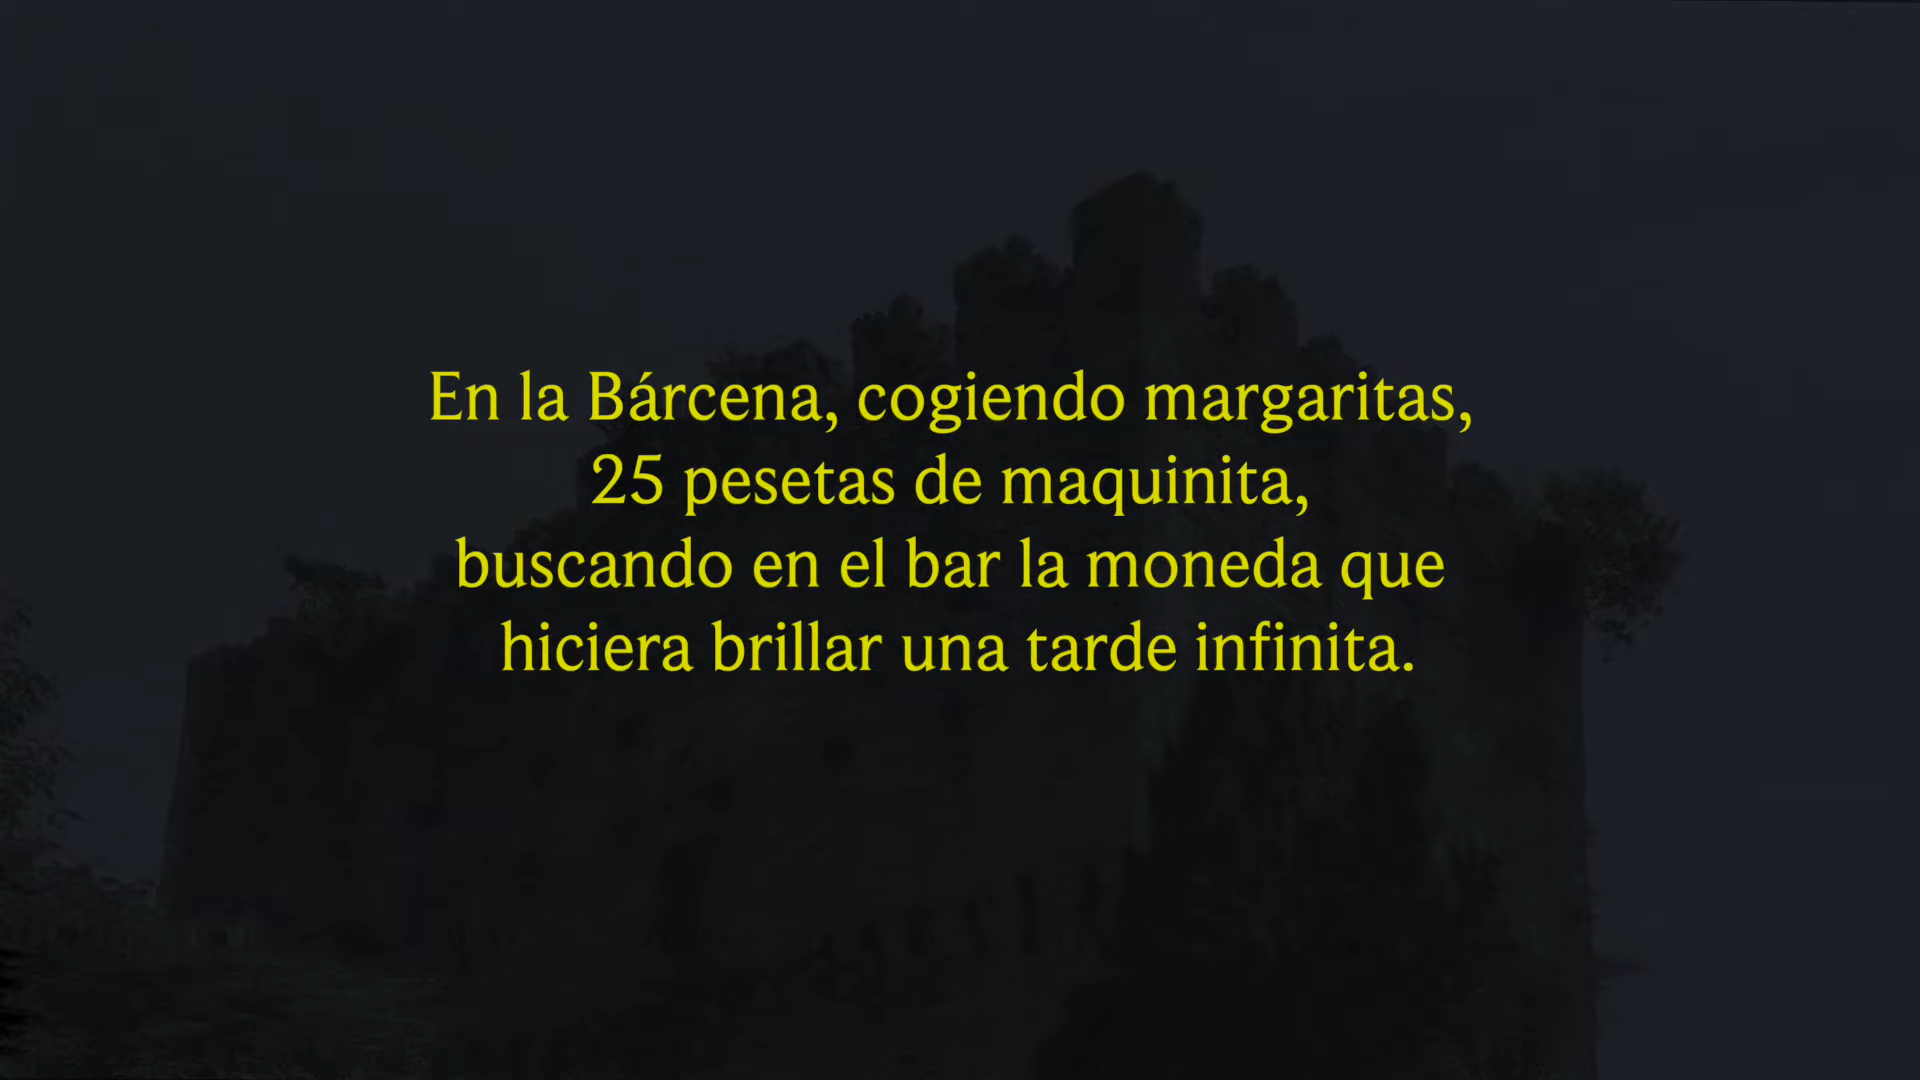 En la Bárcena, cogiendo margaritas,
25 pesetas de maquinita,
buscando en el bar la moneda que
hiciera brillar una tarde infinita.